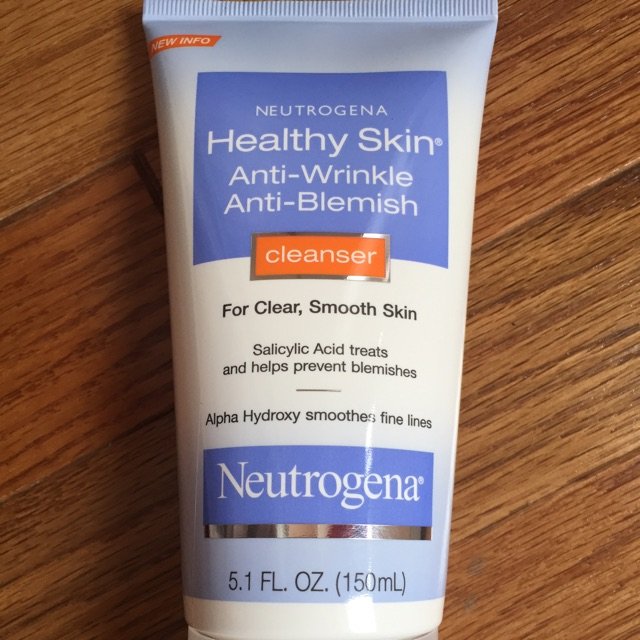 NEW INFO
NEUTROGENA
Healthy Skin®
Anti-Wrinkle
Anti-Blemish
cleanser
For Clear, Smooth Skin
Salicylic Acid treats
and helps prevent blemishes
Alpha Hydroxy smoothes fine lines
Neutrogena®
5.1 FL. OZ. (150mL)